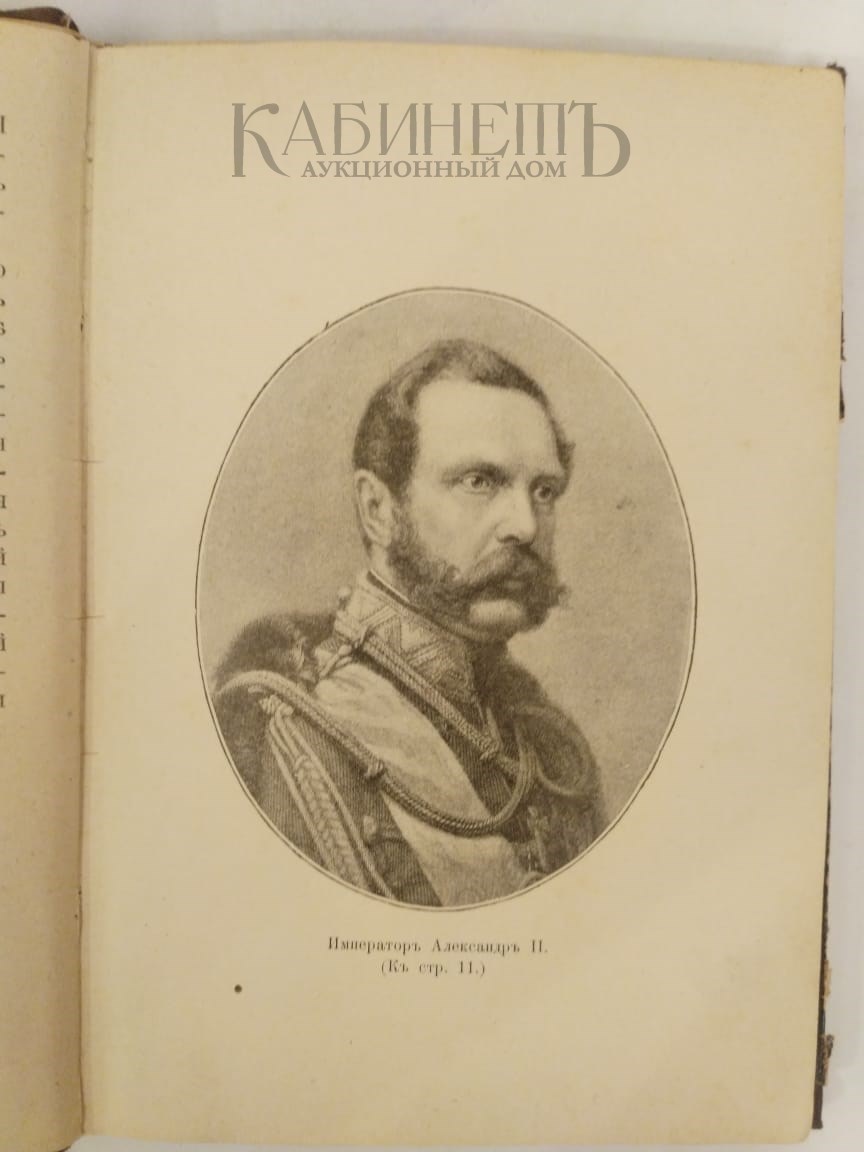 КАБИНЕТЪ
АУКЦИОННЫЙ ДОМ
Императоръ Александръ II.
(Къ стр. 11.)